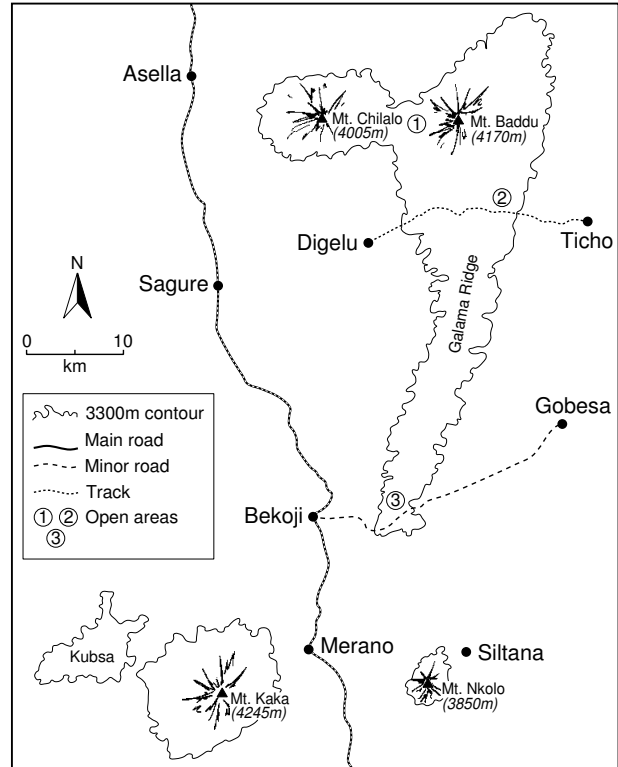 Asella
Mt. Chilalo
(4005m)
①
Mt. Baddu
(4170m)
②
Digelu
Ticho
Sagure
N
0 10
km
Galama Ridge
3300m contour
Main road
Minor road
Track
① ② Open areas
③
Gobesa
③
Bekoji
Kubsa
Merano
Siltana
Mt. Kaka
(4245m)
Mt. Nkolo
(3850m)